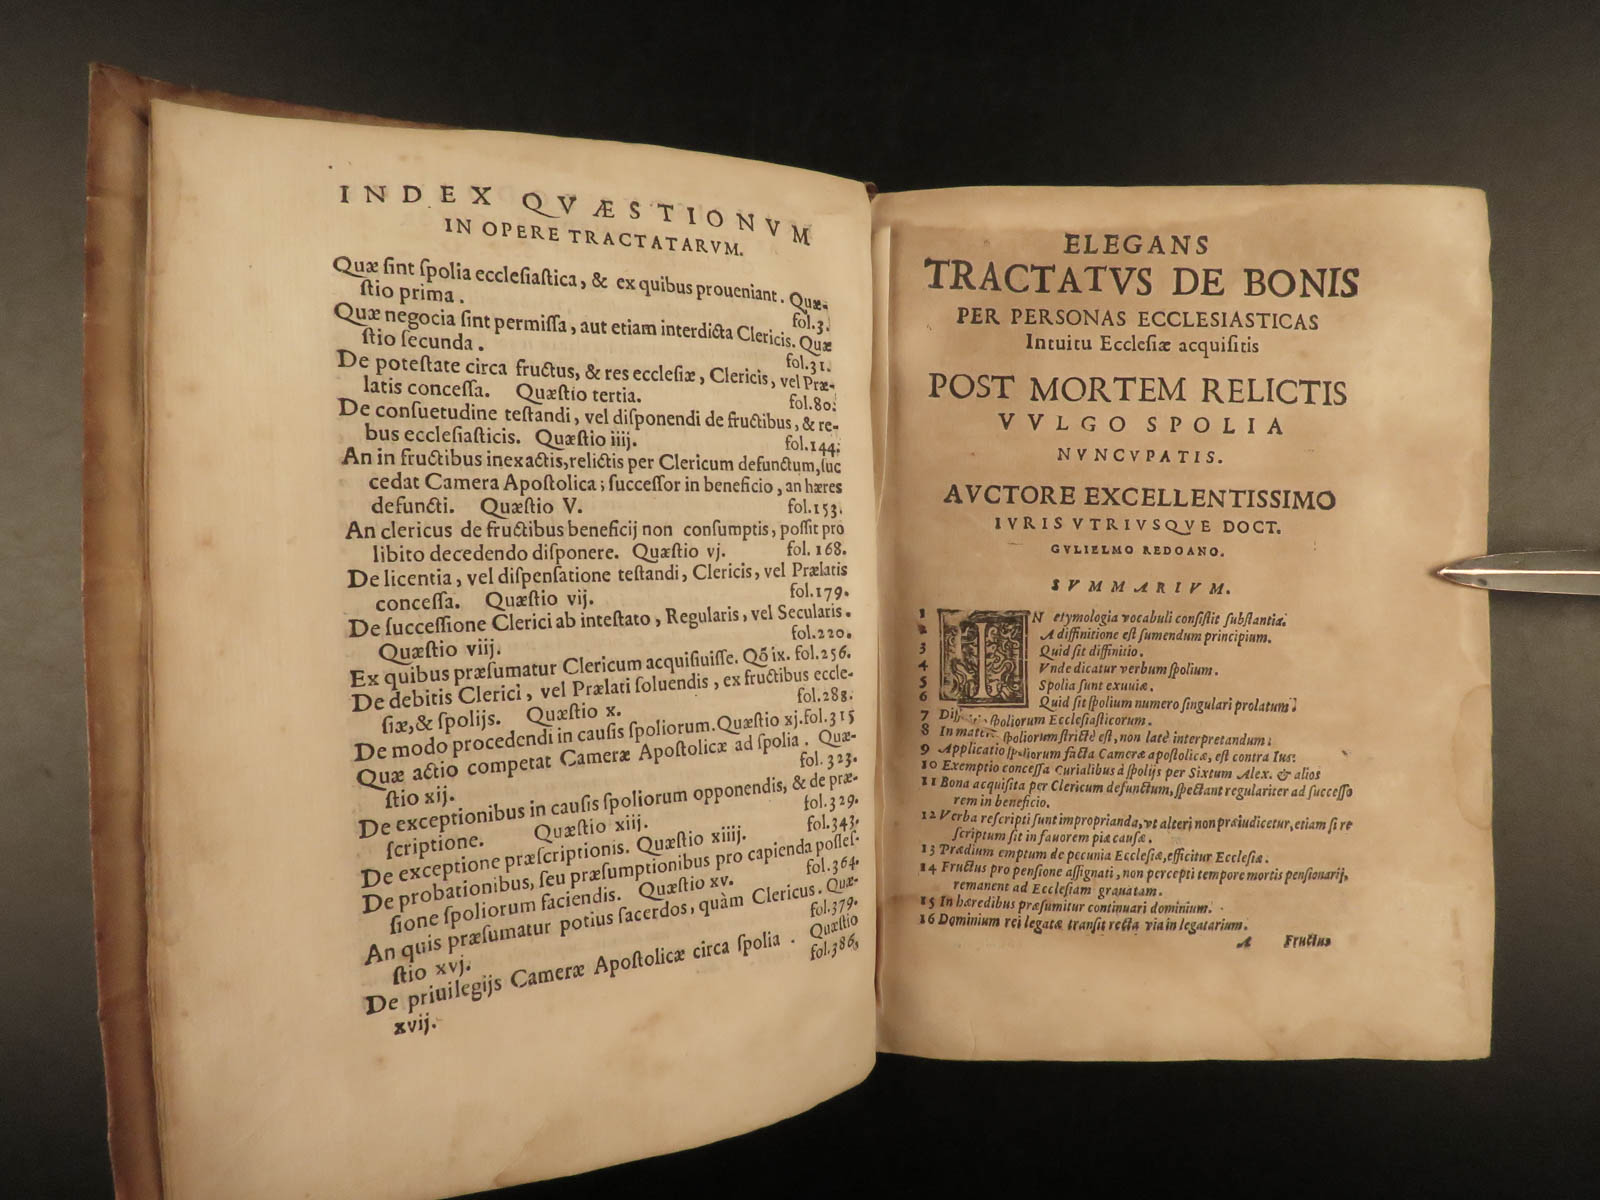 INDEX QVÆSTIONVM
IN OPERE TRACTATARVM.
Quæ ſint ſpolia eccleſiaſtica, & ex quibus proueniant. Quæ-
ſtio prima. fol.3.
Quæ negocia ſint permiſſa, aut etiam interdicta Clericis. Quæ
ſtio ſecunda. fol.31.
De poteſtate circa fructus, & res eccleſiæ, Clericis, vel Præ-
latis conceſſa. Quæſtio tertia. fol.80.
De conſuetudine teſtandi, vel diſponendi de fructibus, & re-
bus eccleſiaſticis. Quæſtio iiij. fol.144.
An in fructibus inexactis, relictis per Clericum defunctum, ſuc
cedat Camera Apoſtolica; ſucceſſor in beneficio, an hæres
defuncti. Quæſtio V. fol.153.
An clericus de fructibus beneficij non conſumptis, poſſit pro
libito decedendo diſponere. Quæſtio vj. fol. 168.
De licentia, vel diſpenſatione teſtandi, Clericis, vel Prælatis
conceſſa. Quæſtio vij. fol.179.
De ſucceſſione Clerici ab inteſtato, Regularis, vel Secularis.
Quæſtio viij. fol.220.
Ex quibus præſumatur Clericum acquiſiuiſſe. Qõ ix. fol.256.
De debitis Clerici, vel Prælati ſoluendis, ex fructibus eccle-
ſiæ, & ſpolijs. Quæſtio x. fol.288.
De modo procedendi in cauſis ſpoliorum. Quæſtio xj. fol.315
Quæ actio competat Cameræ Apoſtolicæ ad ſpolia. Quæ-
ſtio xij. fol. 323.
De exceptionibus in cauſis ſpoliorum opponendis, & de præ-
ſcriptione. Quæſtio xiij. fol.329.
De exceptione præſcriptionis. Quæſtio xiiij. fol.343.
De probationibus, ſeu præſumptionibus pro capienda poſſeſ-
ſione ſpoliorum faciendis. Quæſtio xv. fol.364.
An quis præſumatur potius ſacerdos, quàm Clericus. Quæ-
ſtio xvj. fol.379.
De priuilegijs Cameræ Apoſtolicæ circa ſpolia. Quæſtio
xvij. fol.386.
ELEGANS
TRACTATVS DE BONIS
PER PERSONAS ECCLESIASTICAS
Intuitu Eccleſiæ acquiſitis
POST MORTEM RELICTIS
VVLGO SPOLIA
NVNCVPATIS.
AVCTORE EXCELLENTISSIMO
IVRIS VTRIVSQVE DOCT.
GVLIELMO REDOANO.
SVMMARIVM.
1 IN etymologia vocabuli conſiſtit ſubſtantia.
2 A diffinitione eſt ſumendum principium.
3 Quid ſit diffinitio.
4 Vnde dicatur verbum ſpolium.
5 Spolia ſunt exuuiæ.
6 Quid ſit ſpolium numero ſingulari prolatum.
7 ſpoliorum Eccleſiaſticorum.
8 In ſpoliorum ſtrictè eſt, non latè interpretandum.
9 Applicatio ſpoliorum facta Cameræ apoſtolicæ, eſt contra Ius.
10 Exemptio conceſſa Curialibus à ſpolijs per Sixtum Alex. & alios
11 Bona acquiſita per Clericum defunctum, ſpectant regulariter ad ſucceſſo
rem in beneficio.
12 Verba reſcripti ſunt improprianda, vt alteri non præiudicetur, etiam ſi re
ſcriptum ſit in fauorem piæ cauſæ.
13 Prædium emptum de pecunia Eccleſiæ, efficitur Eccleſiæ.
14 Fructus pro penſione aſſignati, non percepti tempore mortis penſionarij,
remanent ad Eccleſiam grauatam.
15 In hæredibus præſumitur continuari dominium.
16 Dominium rei legatæ tranſit recta via in legatarium.
A Fructus